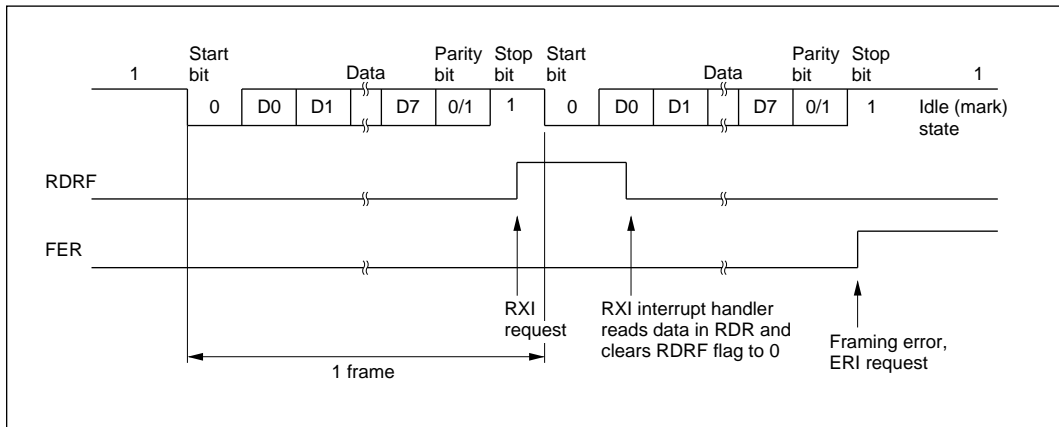 1
Start
bit
Data
Parity
bit
Stop
bit
Start
bit
Data
Parity
bit
Stop
bit
1
0 D0 D1 D7 0/1 1 0 D0 D1 D7 0/1 1 Idle (mark)
state
RDRF
FER
RXI
request
RXI interrupt handler
reads data in RDR and
clears RDRF flag to 0
Framing error,
ERI request
1 frame